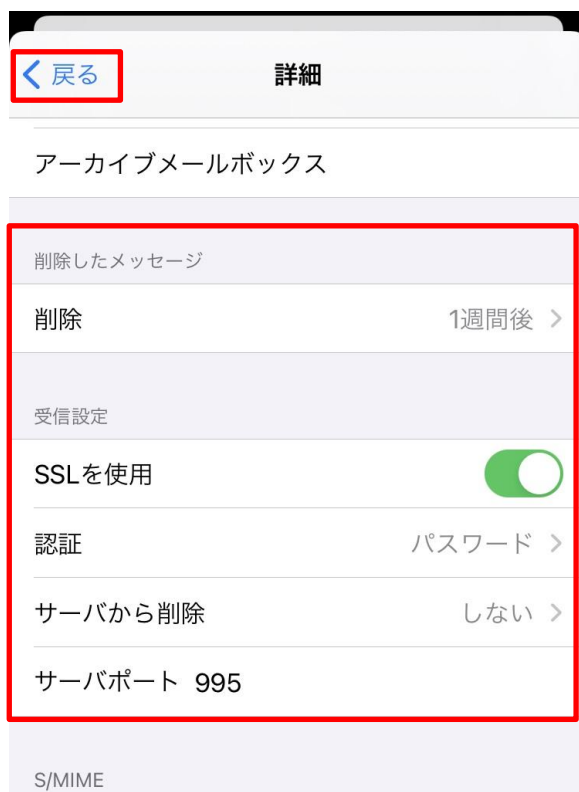 戻る 詳細
アーカイブメールボックス
削除したメッセージ
削除 1週間後
受信設定
SSLを使用
認証 パスワード
サーバから削除 しない
サーバポート 995
S/MIME